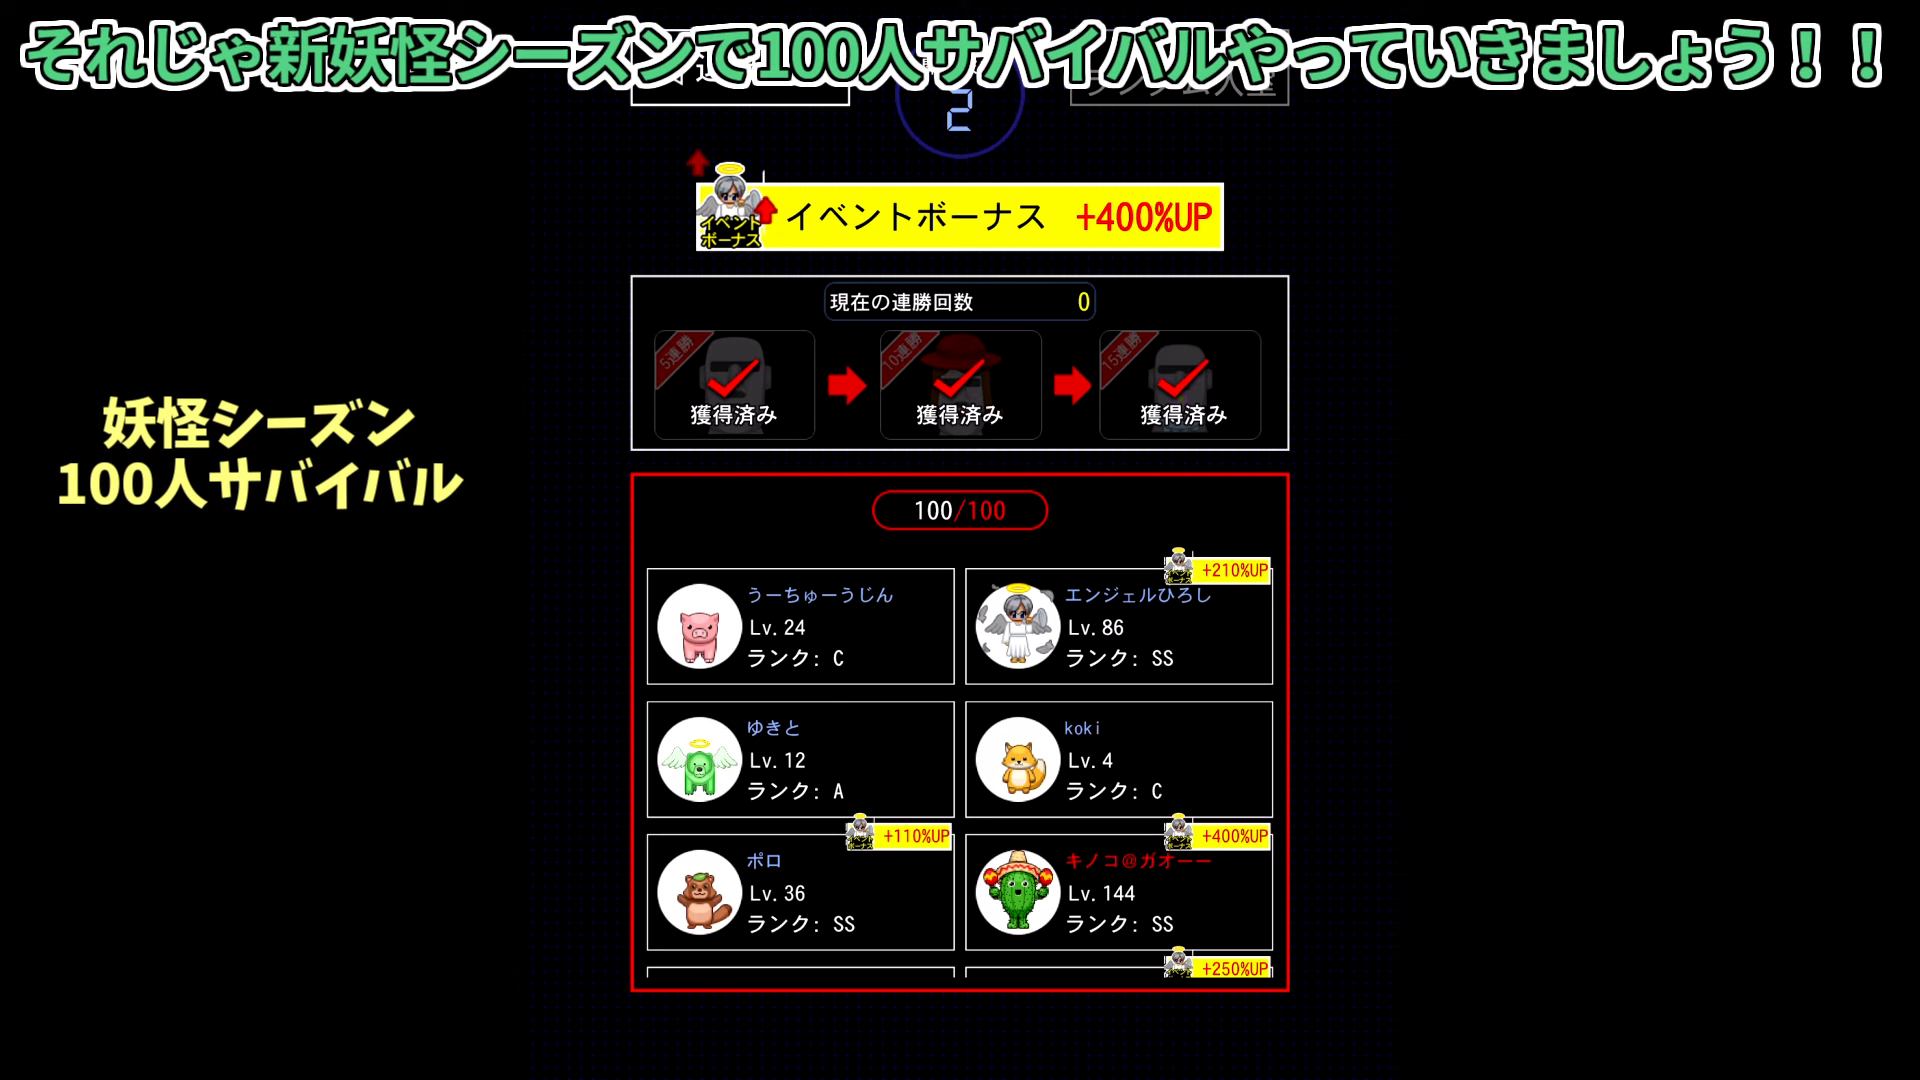 それじゃ新妖怪シーズンで100人サバイバルやっていきましょう！！
2
イベント
ボーナス
イベントボーナス +400%UP
現在の連勝回数 0
5連勝
10連勝
15連勝
獲得済み
獲得済み
獲得済み
妖怪シーズン
100人サバイバル
100/100
うーちゅーうじん
Lv.24
ランク: C
+210%UP
エンジェルひろし
Lv.86
ランク: SS
ゆきと
Lv.12
ランク: A
koki
Lv.4
ランク: C
+110%UP
ポロ
Lv.36
ランク: SS
+400%UP
キノコ@ガオーー
Lv.144
ランク: SS
+250%UP